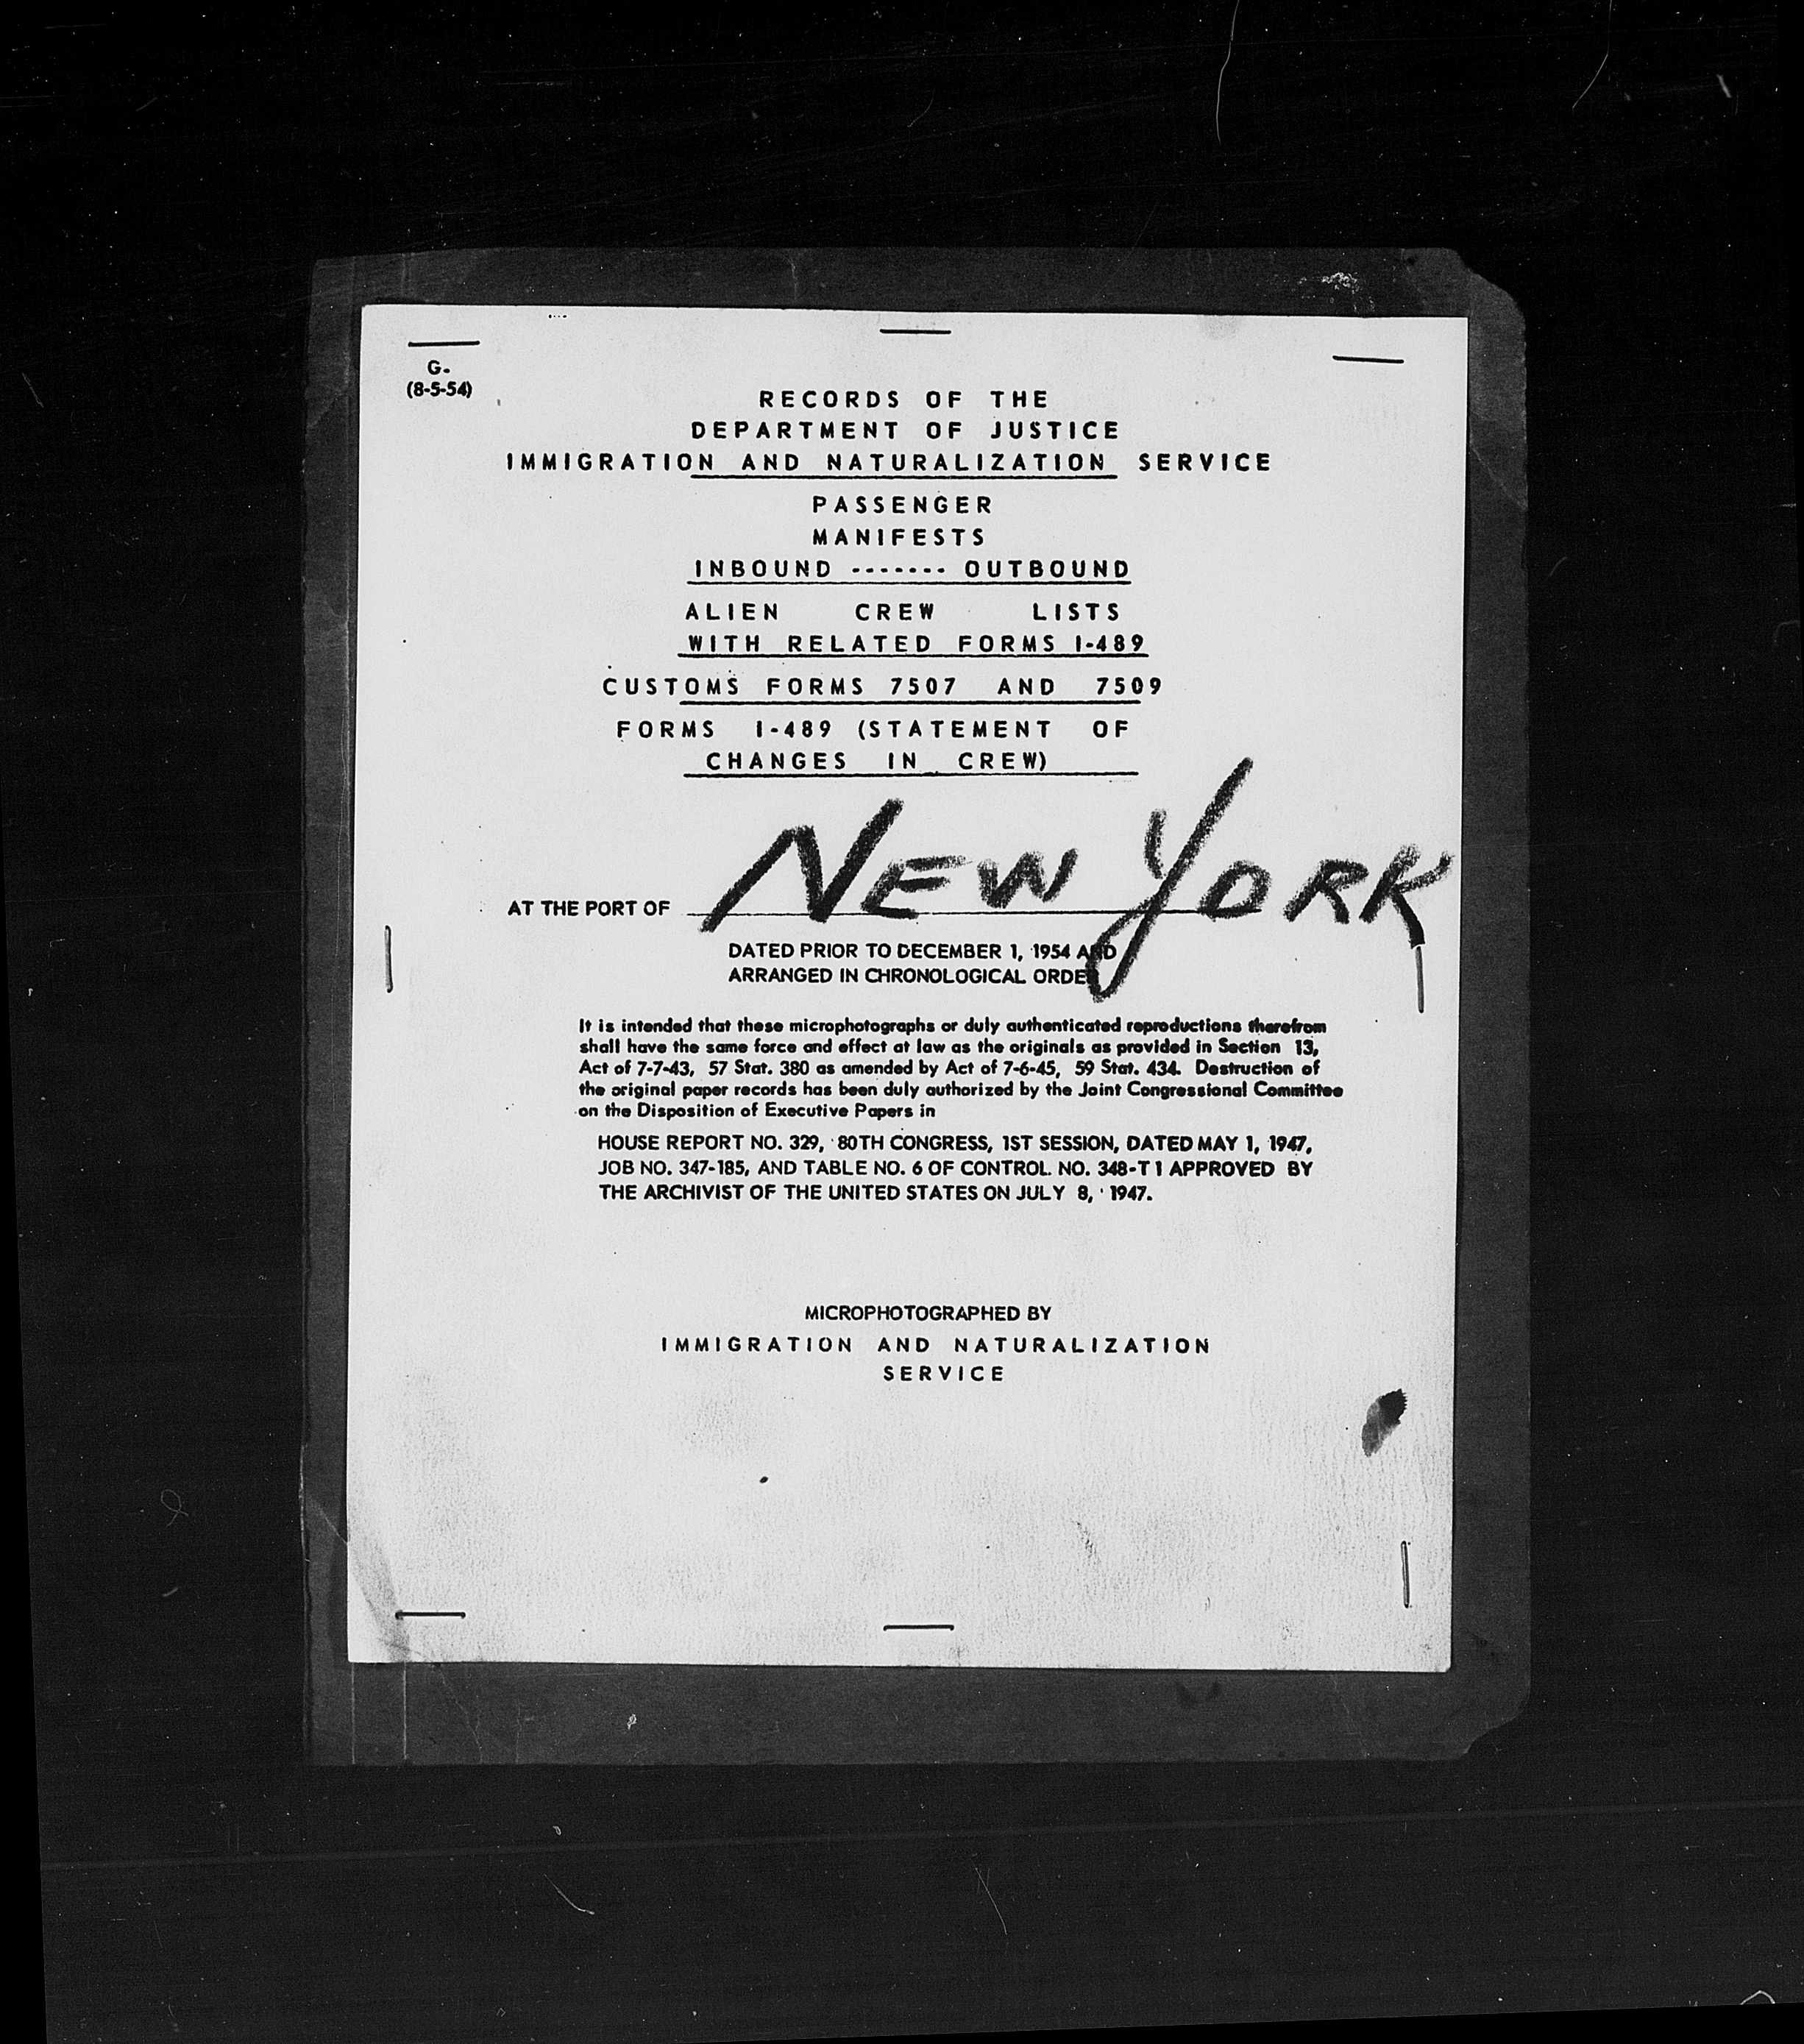 G.
(8-5-54)
RECORDS OF THE
DEPARTMENT OF JUSTICE
IMMIGRATION AND NATURALIZATION SERVICE
PASSENGER
MANIFESTS
INBOUND ------- OUTBOUND
ALIEN CREW LISTS
WITH RELATED FORMS I-489
CUSTOMS FORMS 7507 AND 7509
FORMS I-489 (STATEMENT OF
CHANGES IN CREW)
AT THE PORT OF NEW YORK
DATED PRIOR TO DECEMBER 1, 1954 AND
ARRANGED IN CHRONOLOGICAL ORDER
It is intended that these microphotographs or duly authenticated reproductions therefrom
shall have the same force and effect at law as the originals as provided in Section 13,
Act of 7-7-43, 57 Stat. 380 as amended by Act of 7-6-45, 59 Stat. 434. Destruction of
the original paper records has been duly authorized by the Joint Congressional Committee
on the Disposition of Executive Papers in
HOUSE REPORT NO. 329, 80TH CONGRESS, 1ST SESSION, DATED MAY 1, 1947,
JOB NO. 347-185, AND TABLE NO. 6 OF CONTROL NO. 348-T1 APPROVED BY
THE ARCHIVIST OF THE UNITED STATES ON JULY 8, 1947.
MICROPHOTOGRAPHED BY
IMMIGRATION AND NATURALIZATION
SERVICE